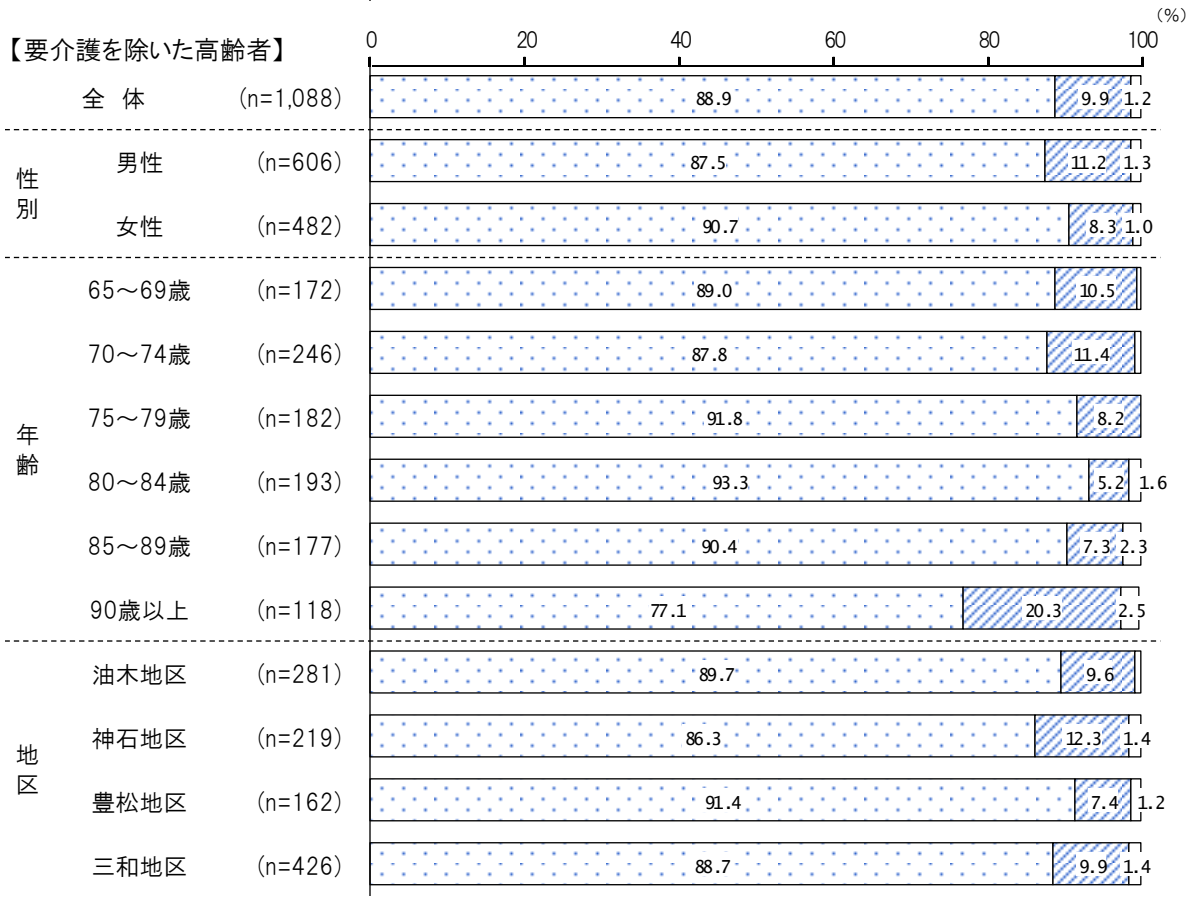 (%)
【要介護を除いた高齢者】 0 20 40 60 80 100
全 体 (n=1,088) 88.9 9.9 1.2
性別
男性 (n=606) 87.5 11.2 1.3
女性 (n=482) 90.7 8.3 1.0
年齢
65～69歳 (n=172) 89.0 10.5
70～74歳 (n=246) 87.8 11.4
75～79歳 (n=182) 91.8 8.2
80～84歳 (n=193) 93.3 5.2 1.6
85～89歳 (n=177) 90.4 7.3 2.3
90歳以上 (n=118) 77.1 20.3 2.5
地区
油木地区 (n=281) 89.7 9.6
神石地区 (n=219) 86.3 12.3 1.4
豊松地区 (n=162) 91.4 7.4 1.2
三和地区 (n=426) 88.7 9.9 1.4